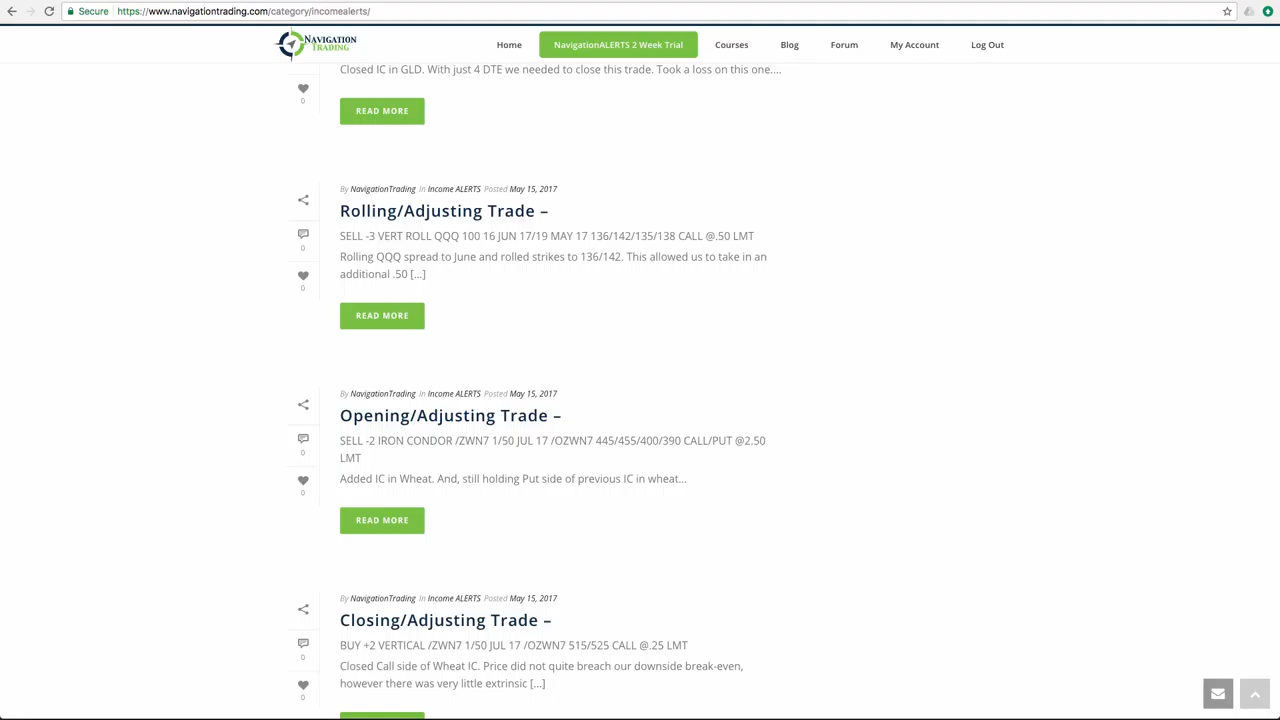 Secure https://www.navigationtrading.com/category/incomealerts/
NAVIGATION TRADING
Home NavigationALERTS 2 Week Trial Courses Blog Forum My Account Log Out
Closed IC in GLD. With just 4 DTE we needed to close this trade. Took a loss on this one....
0
READ MORE
By NavigationTrading In Income ALERTS Posted May 15, 2017
Rolling/Adjusting Trade –
SELL -3 VERT ROLL QQQ 100 16 JUN 17/19 MAY 17 136/142/135/138 CALL @.50 LMT
0
Rolling QQQ spread to June and rolled strikes to 136/142. This allowed us to take in an
additional .50 [...]
0
READ MORE
By NavigationTrading In Income ALERTS Posted May 15, 2017
Opening/Adjusting Trade –
SELL -2 IRON CONDOR /ZWN7 1/50 JUL 17 /OZWN7 445/455/400/390 CALL/PUT @2.50
LMT
0
Added IC in Wheat. And, still holding Put side of previous IC in wheat...
0
READ MORE
By NavigationTrading In Income ALERTS Posted May 15, 2017
Closing/Adjusting Trade –
BUY +2 VERTICAL /ZWN7 1/50 JUL 17 /OZWN7 515/525 CALL @.25 LMT
0
Closed Call side of Wheat IC. Price did not quite breach our downside break-even,
however there was very little extrinsic [...]
0